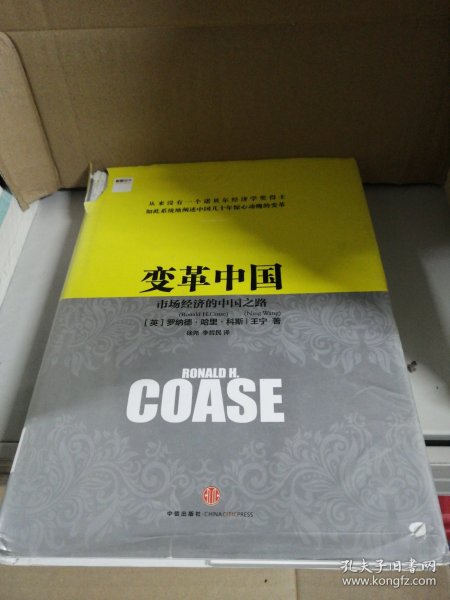 从来没有一个诺贝尔经济学奖得主
如此系统地阐述中国几十年惊心动魄的变革
变革中国
市场经济的中国之路
(Ronald H.Coase) (Ning Wang)
[英]罗纳德·哈里·科斯 | 王宁 著
徐尧 李哲民 译
RONALD H.
COASE
中信出版社·CHINACITICPRESS
孔夫子旧书网
www.kongfz.com